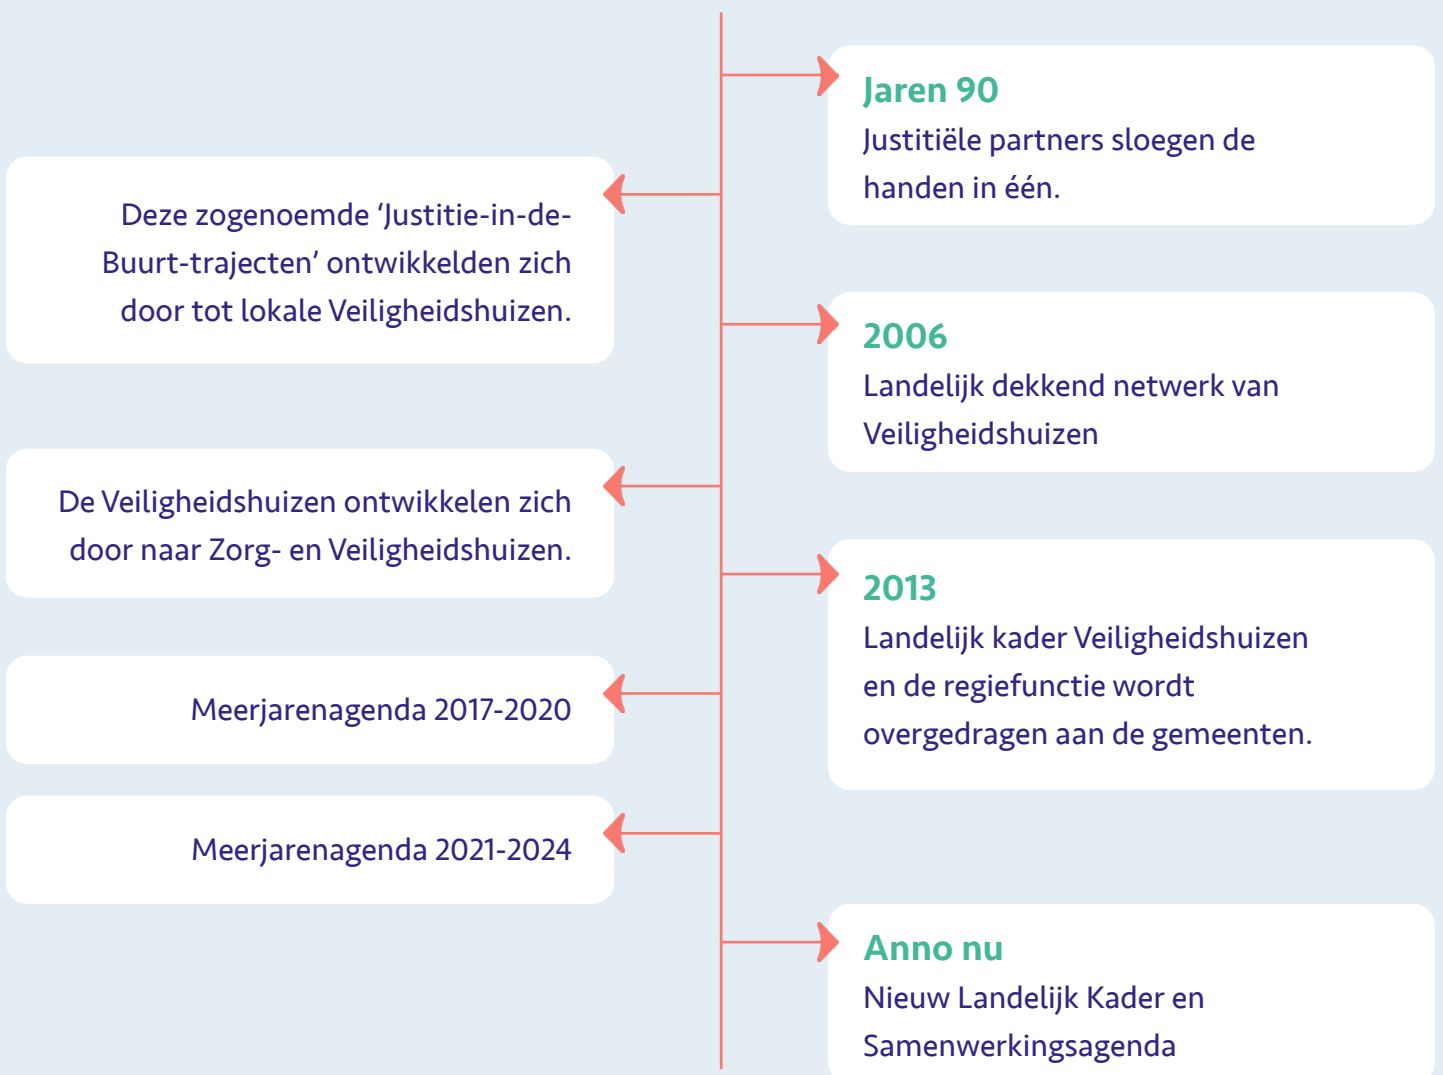 Jaren 90
Justitiële partners sloegen de
handen in één.
Deze zogenoemde ‘Justitie-in-de-
Buurt-trajecten’ ontwikkelden zich
door tot lokale Veiligheidshuizen.
2006
Landelijk dekkend netwerk van
Veiligheidshuizen
De Veiligheidshuizen ontwikkelen zich
door naar Zorg- en Veiligheidshuizen.
2013
Landelijk kader Veiligheidshuizen
en de regiefunctie wordt
overgedragen aan de gemeenten.
Meerjarenagenda 2017-2020
Meerjarenagenda 2021-2024
Anno nu
Nieuw Landelijk Kader en
Samenwerkingsagenda